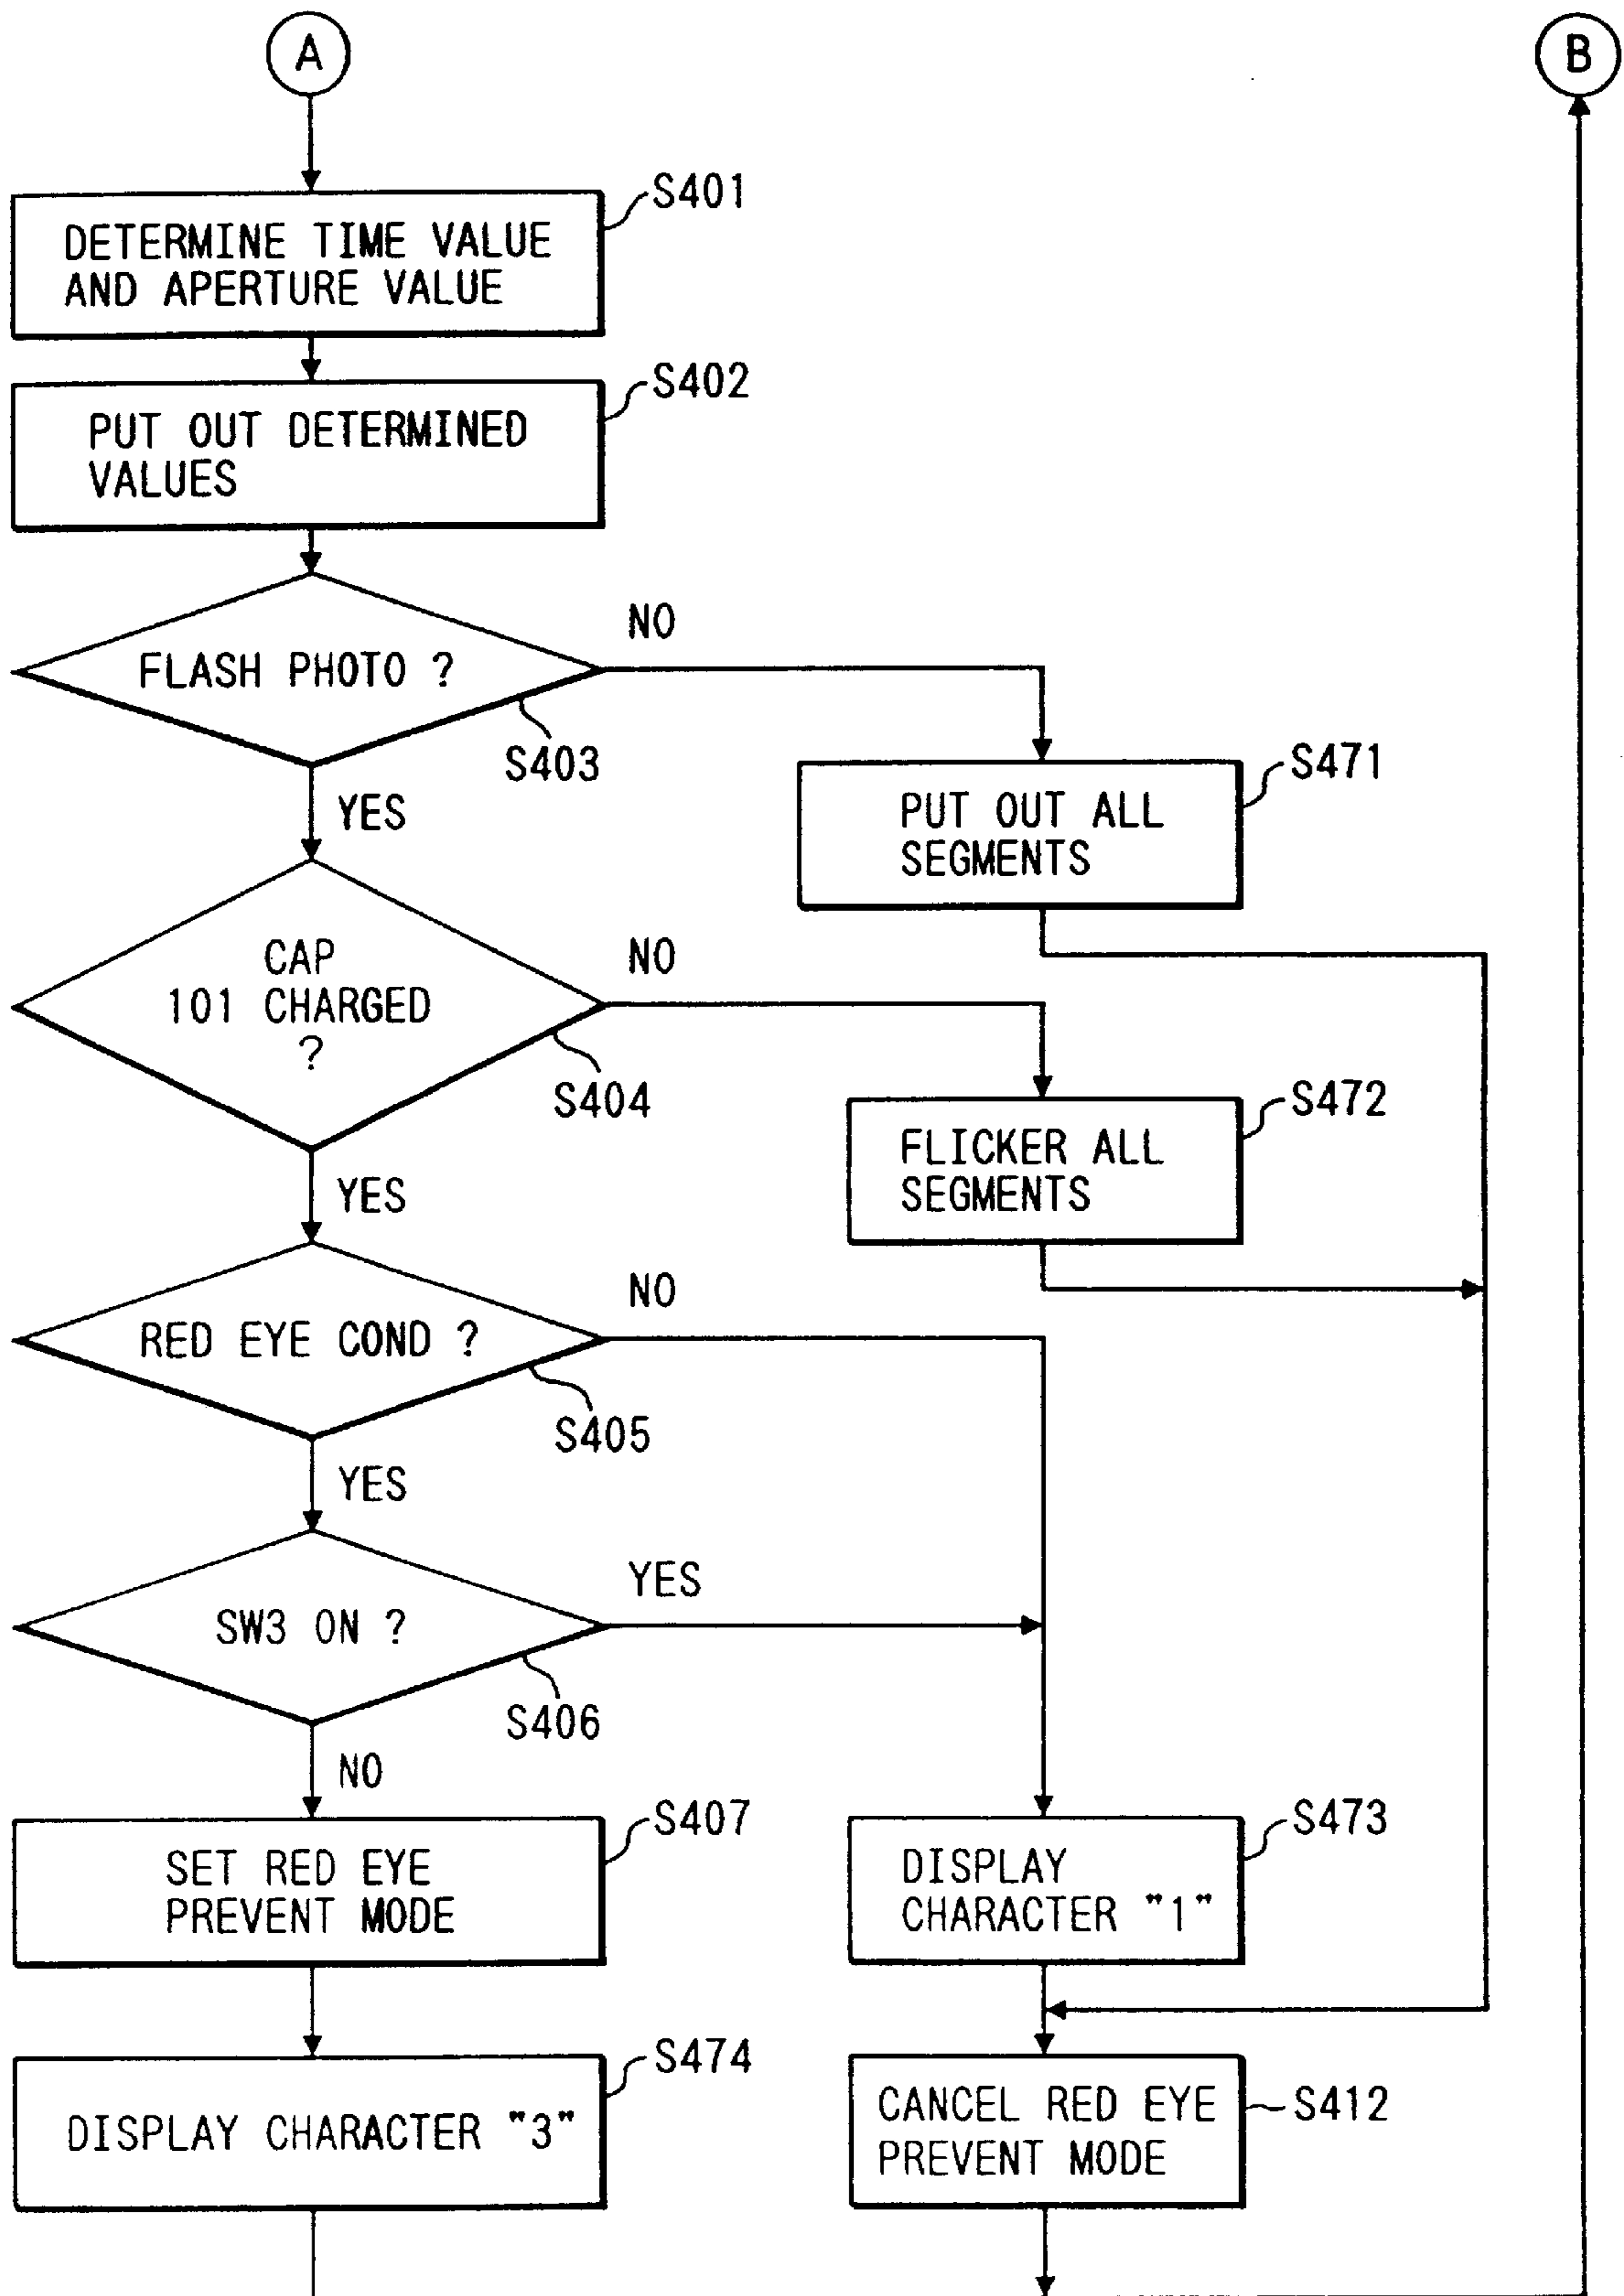 A
B
S401
DETERMINE TIME VALUE
AND APERTURE VALUE
S402
PUT OUT DETERMINED
VALUES
NO
FLASH PHOTO ?
S403
YES
S471
PUT OUT ALL
SEGMENTS
CAP
101 CHARGED
?
NO
S404
YES
S472
FLICKER ALL
SEGMENTS
NO
RED EYE COND ?
S405
YES
YES
SW3 ON ?
S406
NO
S407
SET RED EYE
PREVENT MODE
S473
DISPLAY
CHARACTER "1"
S474
DISPLAY CHARACTER "3"
CANCEL RED EYE
PREVENT MODE
S412